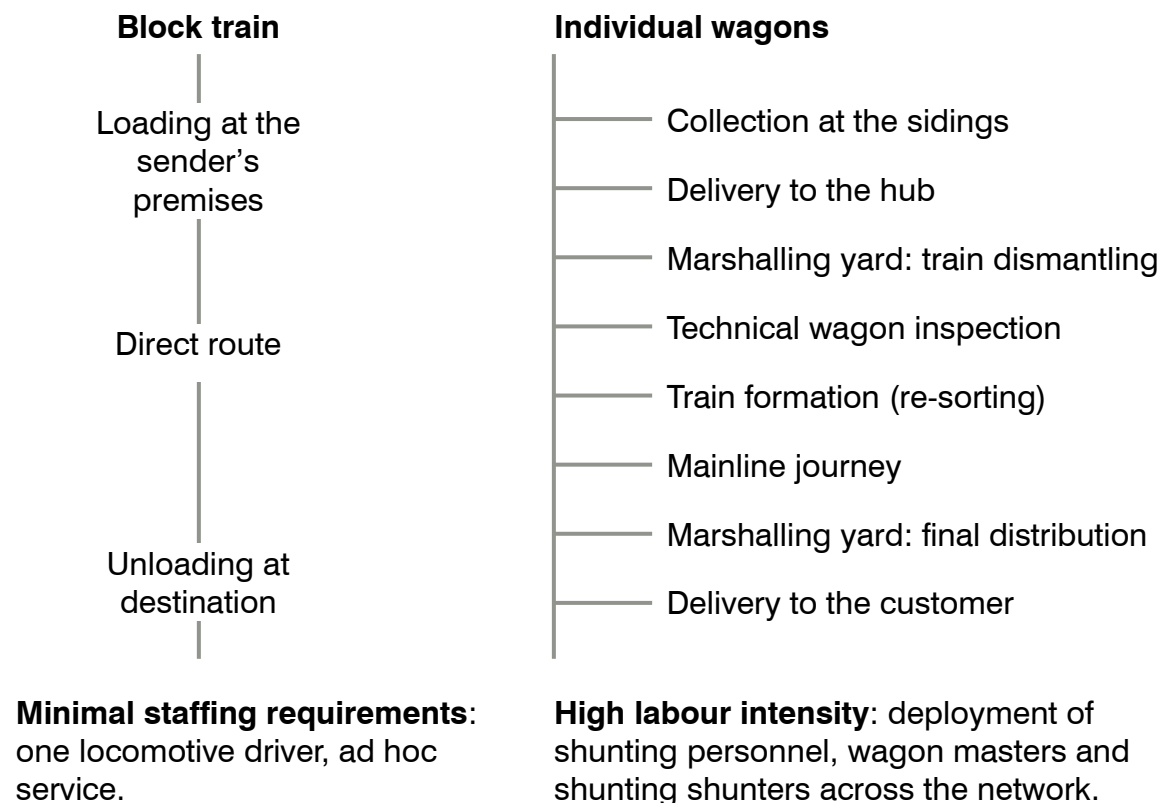 Block train
Loading at the
sender’s
premises
Direct route
Unloading at
destination
Minimal staffing requirements:
one locomotive driver, ad hoc
service.
Individual wagons
Collection at the sidings
Delivery to the hub
Marshalling yard: train dismantling
Technical wagon inspection
Train formation (re-sorting)
Mainline journey
Marshalling yard: final distribution
Delivery to the customer
High labour intensity: deployment of
shunting personnel, wagon masters and
shunting shunters across the network.